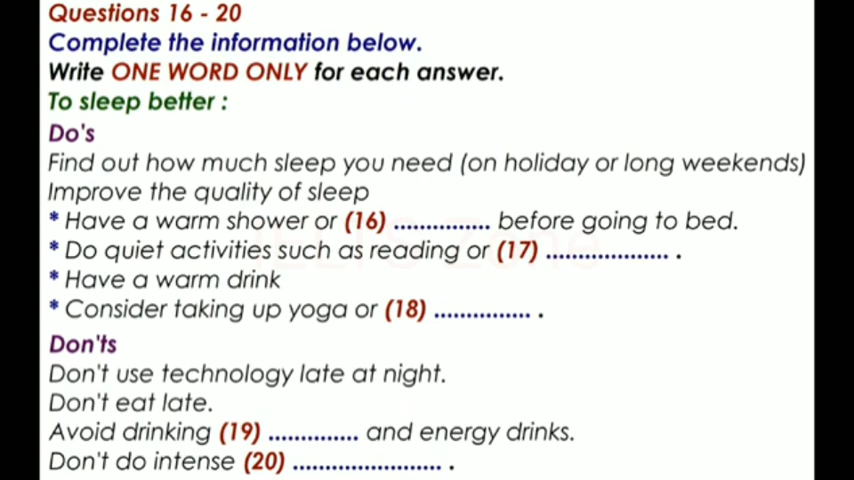 Questions 16 - 20
Complete the information below.
Write ONE WORD ONLY for each answer.
To sleep better :
Do's
Find out how much sleep you need (on holiday or long weekends)
Improve the quality of sleep
* Have a warm shower or (16) ............... before going to bed.
* Do quiet activities such as reading or (17) ................... .
* Have a warm drink
* Consider taking up yoga or (18) ............... .
Don'ts
Don't use technology late at night.
Don't eat late.
Avoid drinking (19) .............. and energy drinks.
Don't do intense (20) ....................... .